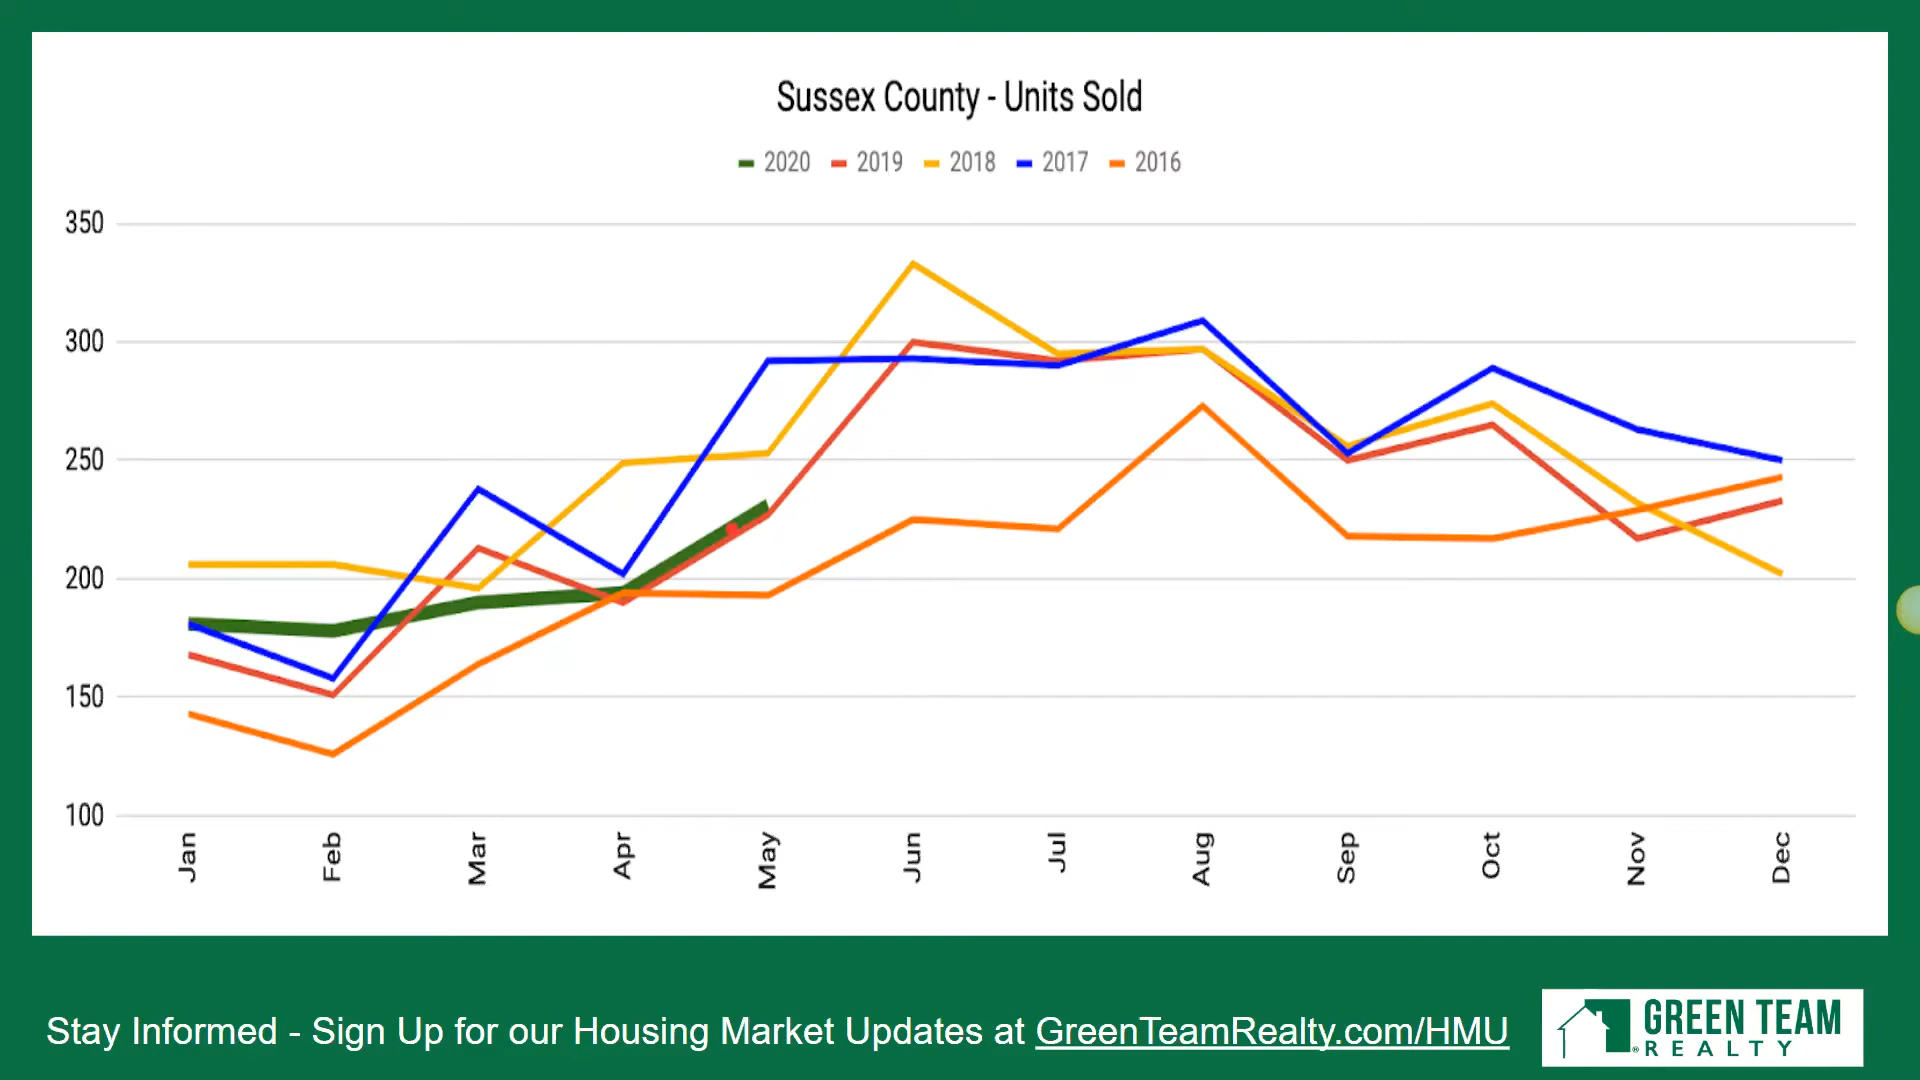 Sussex County - Units Sold
2020 2019 2018 2017 2016
350
300
250
200
150
100
Jan Feb Mar Apr May Jun Jul Aug Sep Oct Nov Dec
Stay Informed - Sign Up for our Housing Market Updates at GreenTeamRealty.com/HMU
GREEN TEAM
®REALTY